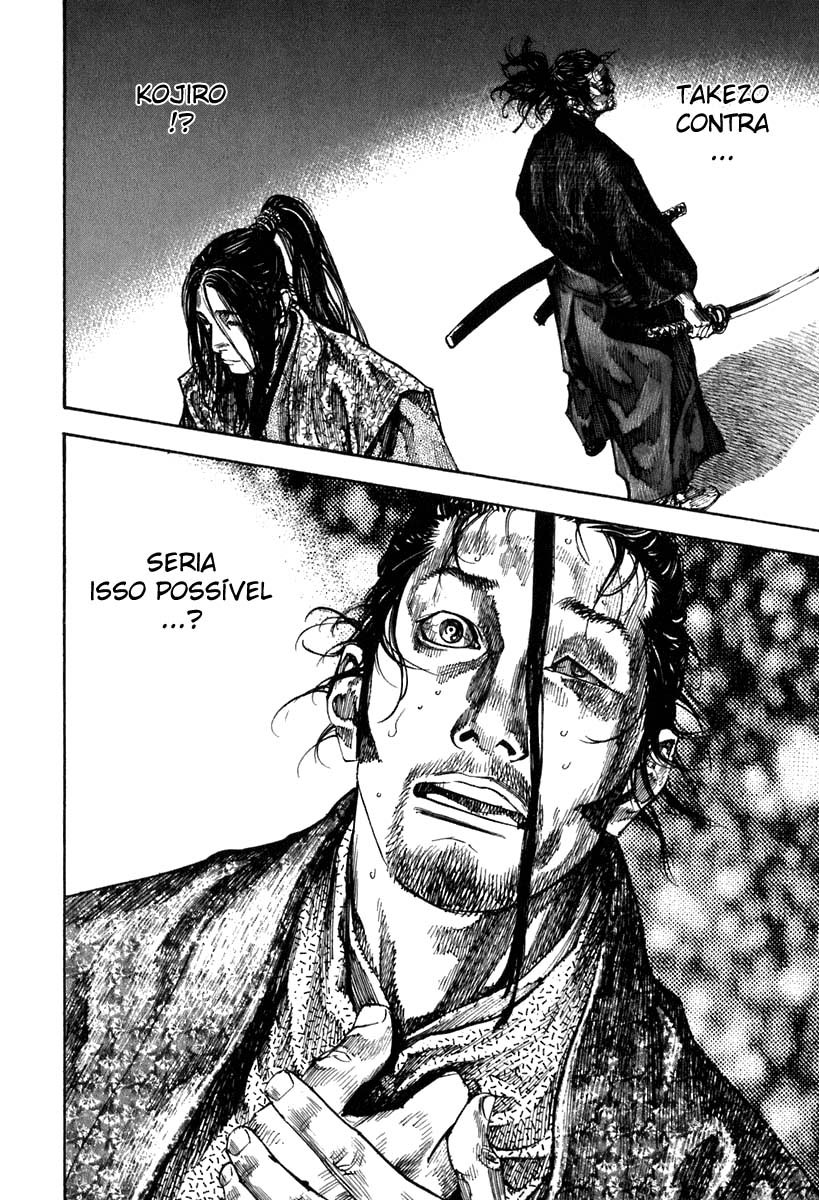 TAKEZO
CONTRA
...
KOJIRO
!?
SERIA
ISSO POSSÍVEL
...?